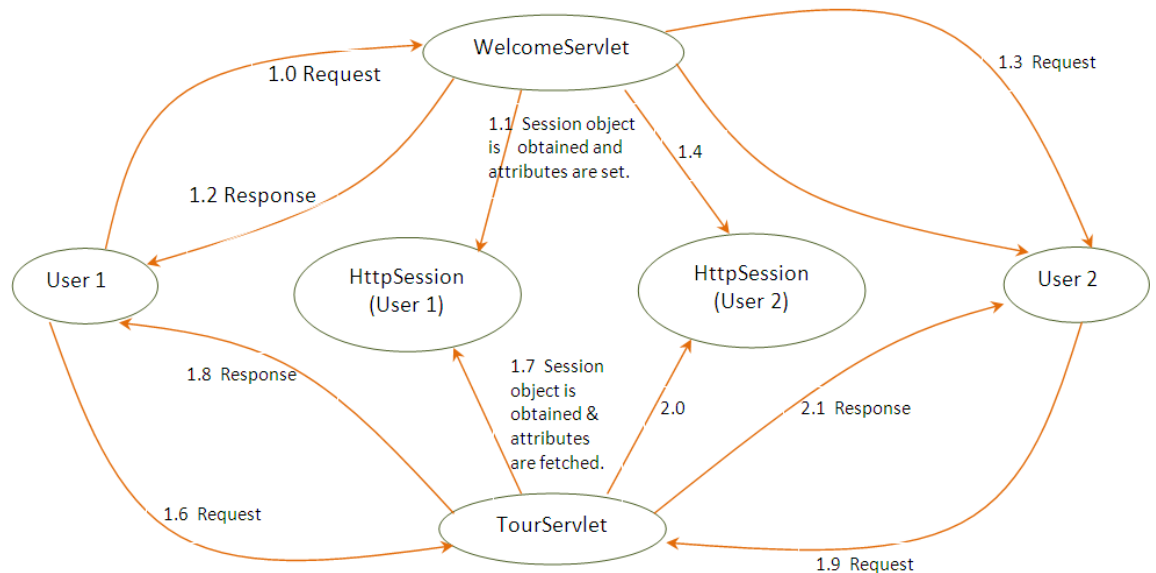 WelcomeServlet
1.0 Request
1.3  Request
1.1  Session object
is   obtained and
attributes are set.
1.4
1.2 Response
User 1
HttpSession
(User 1)
HttpSession
(User 2)
User 2
1.8  Response
1.7  Session
object is
obtained &
attributes
are fetched.
2.0
2.1  Response
1.6  Request
TourServlet
1.9  Request